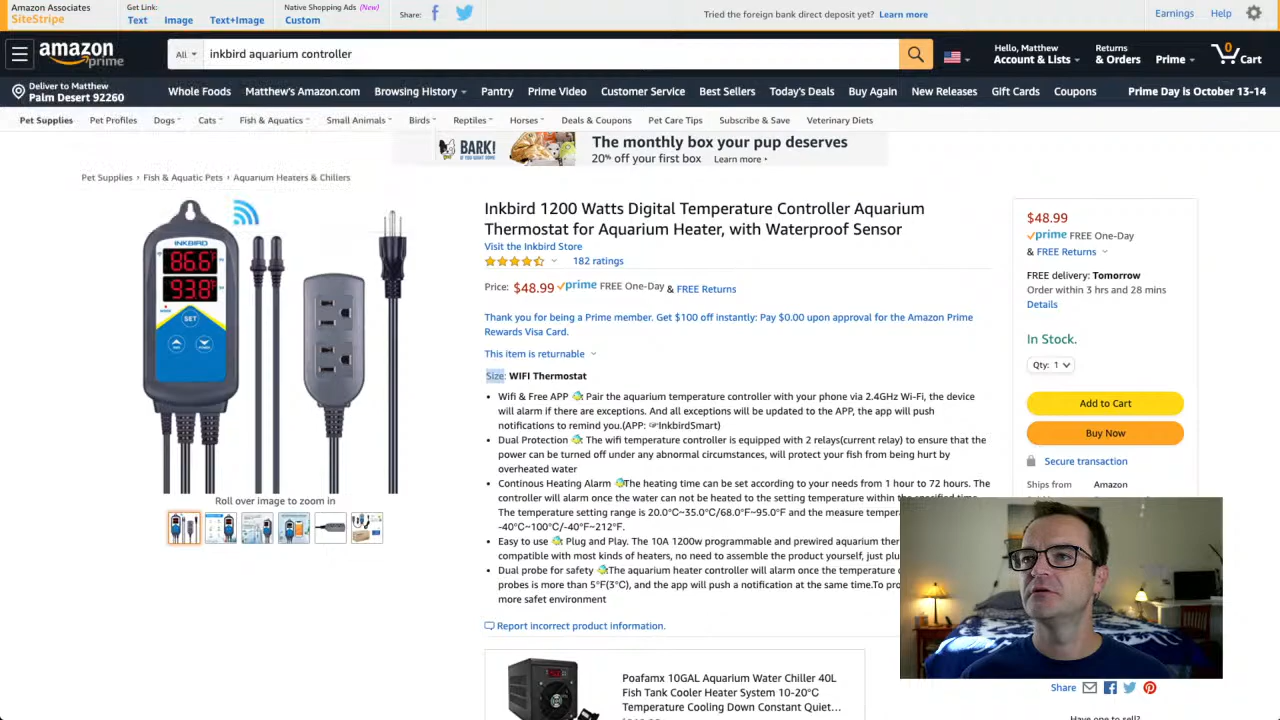 Amazon Associates
SiteStripe
Get Link:
Text Image Text+Image
Native Shopping Ads (New)
Custom
Share:
Tried the foreign bank direct deposit yet? Learn more
Earnings Help
amazon
prime
All
inkbird aquarium controller
Hello, Matthew
Account & Lists
Returns
& Orders
Prime
0
Cart
Deliver to Matthew
Palm Desert 92260
Whole Foods Matthew's Amazon.com Browsing History Pantry Prime Video Customer Service Best Sellers Today's Deals Buy Again New Releases Gift Cards Coupons Prime Day is October 13-14
Pet Supplies Pet Profiles Dogs Cats Fish & Aquatics Small Animals Birds Reptiles Horses Deals & Coupons Pet Care Tips Subscribe & Save Veterinary Diets
BARK!
The monthly box your pup deserves
20% off your first box Learn more
Pet Supplies › Fish & Aquatic Pets › Aquarium Heaters & Chillers
INKBIRD
86.6
93.8
SET
Roll over image to zoom in
Inkbird 1200 Watts Digital Temperature Controller Aquarium
Thermostat for Aquarium Heater, with Waterproof Sensor
Visit the Inkbird Store
182 ratings
Price: $48.99 prime FREE One-Day & FREE Returns
Thank you for being a Prime member. Get $100 off instantly: Pay $0.00 upon approval for the Amazon Prime
Rewards Visa Card.
This item is returnable
Size: WIFI Thermostat
• Wifi & Free APP Pair the aquarium temperature controller with your phone via 2.4GHz Wi-Fi, the device
will alarm if there are exceptions. And all exceptions will be updated to the APP, the app will push
notifications to remind you.(APP: ☞InkbirdSmart)
• Dual Protection The wifi temperature controller is equipped with 2 relays(current relay) to ensure that the
power can be turned off under any abnormal circumstances, will protect your fish from being hurt by
overheated water
• Continous Heating Alarm The heating time can be set according to your needs from 1 hour to 72 hours. The
controller will alarm once the water can not be heated to the setting temperature within the specified time.
The temperature setting range is 20.0℃~35.0℃/68.0℉~95.0℉ and the measure
-40℃~100℃/-40℉~212℉.
• Easy to use Plug and Play. The 10A 1200w programmable and prewired aquarium
compatible with most kinds of heaters, no need to assemble the product yourself, just
• Dual probe for safety The aquarium heater controller will alarm once the temperature
probes is more than 5℉(3℃), and the app will push a notification at the same time.To
more safet environment
Report incorrect product information.
Poafamx 10GAL Aquarium Water Chiller 40L
Fish Tank Cooler Heater System 10-20℃
Temperature Cooling Down Constant Quiet...
$48.99
prime FREE One-Day
& FREE Returns
FREE delivery: Tomorrow
Order within 3 hrs and 28 mins
Details
In Stock.
Qty: 1
Add to Cart
Buy Now
Secure transaction
Ships from Amazon
Share
Have one to sell?